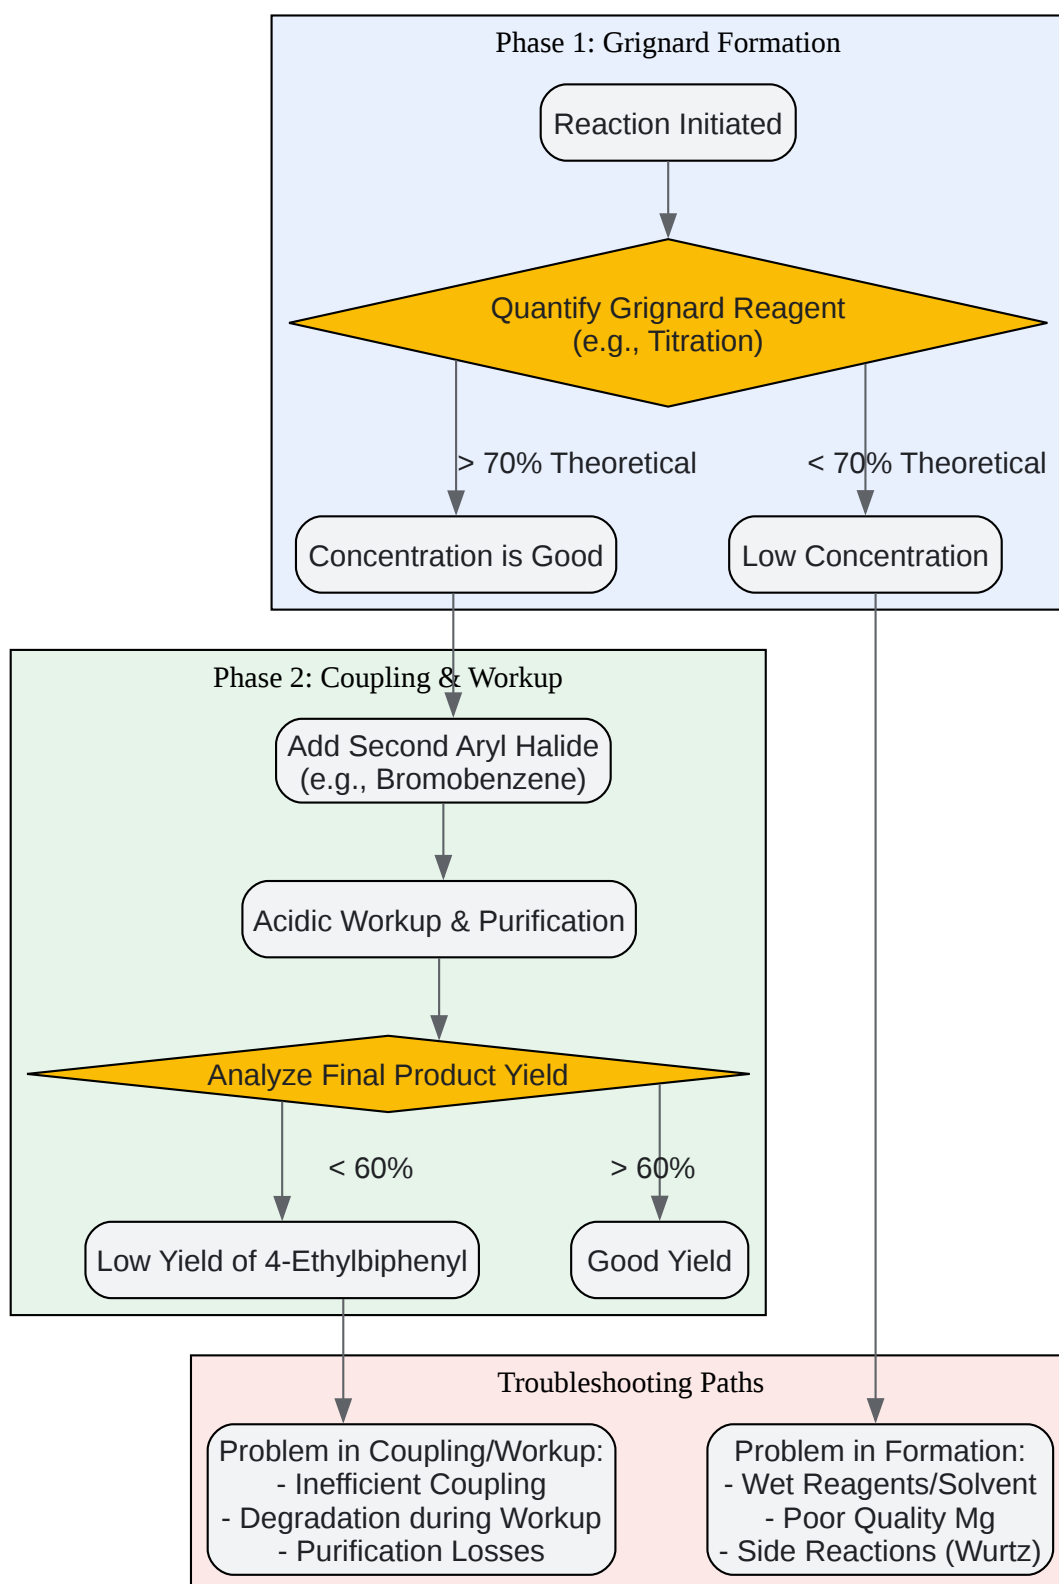 Phase 1: Grignard Formation
Reaction Initiated
Quantify Grignard Reagent
(e.g., Titration)
> 70% Theoretical
< 70% Theoretical
Concentration is Good
Low Concentration
Phase 2: Coupling & Workup
Add Second Aryl Halide
(e.g., Bromobenzene)
Acidic Workup & Purification
Analyze Final Product Yield
< 60%
> 60%
Low Yield of 4-Ethylbiphenyl
Good Yield
Troubleshooting Paths
Problem in Coupling/Workup:
- Inefficient Coupling
- Degradation during Workup
- Purification Losses
Problem in Formation:
- Wet Reagents/Solvent
- Poor Quality Mg
- Side Reactions (Wurtz)